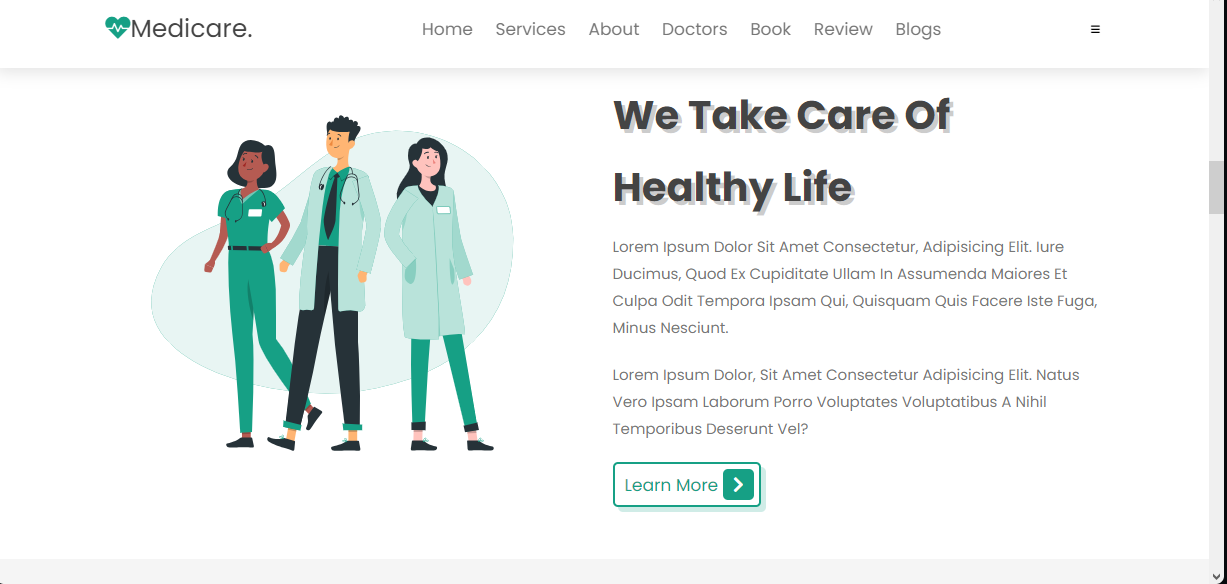 Medicare.
Home Services About Doctors Book Review Blogs
We Take Care Of
Healthy Life
Lorem Ipsum Dolor Sit Amet Consectetur, Adipisicing Elit. Iure
Ducimus, Quod Ex Cupiditate Ullam In Assumenda Maiores Et
Culpa Odit Tempora Ipsam Qui, Quisquam Quis Facere Iste Fuga,
Minus Nesciunt.
Lorem Ipsum Dolor, Sit Amet Consectetur Adipisicing Elit. Natus
Vero Ipsam Laborum Porro Voluptates Voluptatibus A Nihil
Temporibus Deserunt Vel?
Learn More